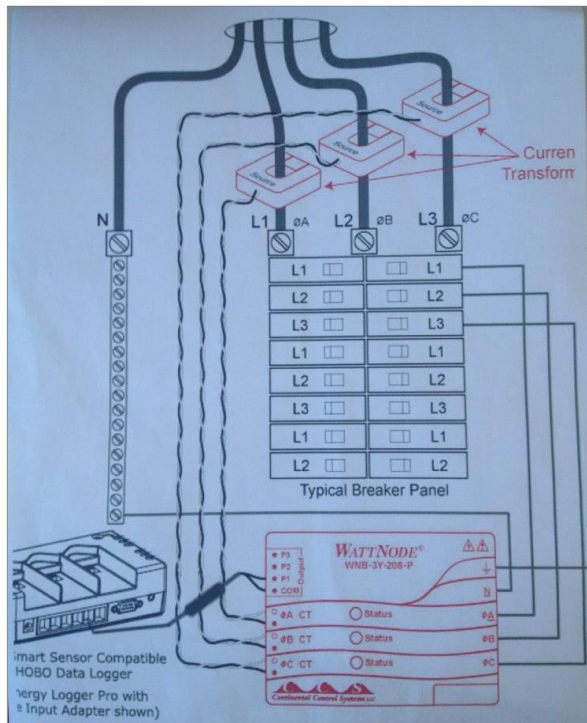 Source
Source
Source
Curren
Transform
N
L1 øA L2 øB L3 øC
L1 L1
L2 L2
L3 L3
L1 L1
L2 L2
L3 L3
L1 L1
L2 L2
Typical Breaker Panel
WATTNODE®
WNB-3Y-208-P
P3
P2
P1
COM
Output
N
øA CT Status øA
øB CT Status øB
øC CT Status øC
CCS
Continental Control Systems LLC
mart Sensor Compatible
HOBO Data Logger
nergy Logger Pro with
e Input Adapter shown)